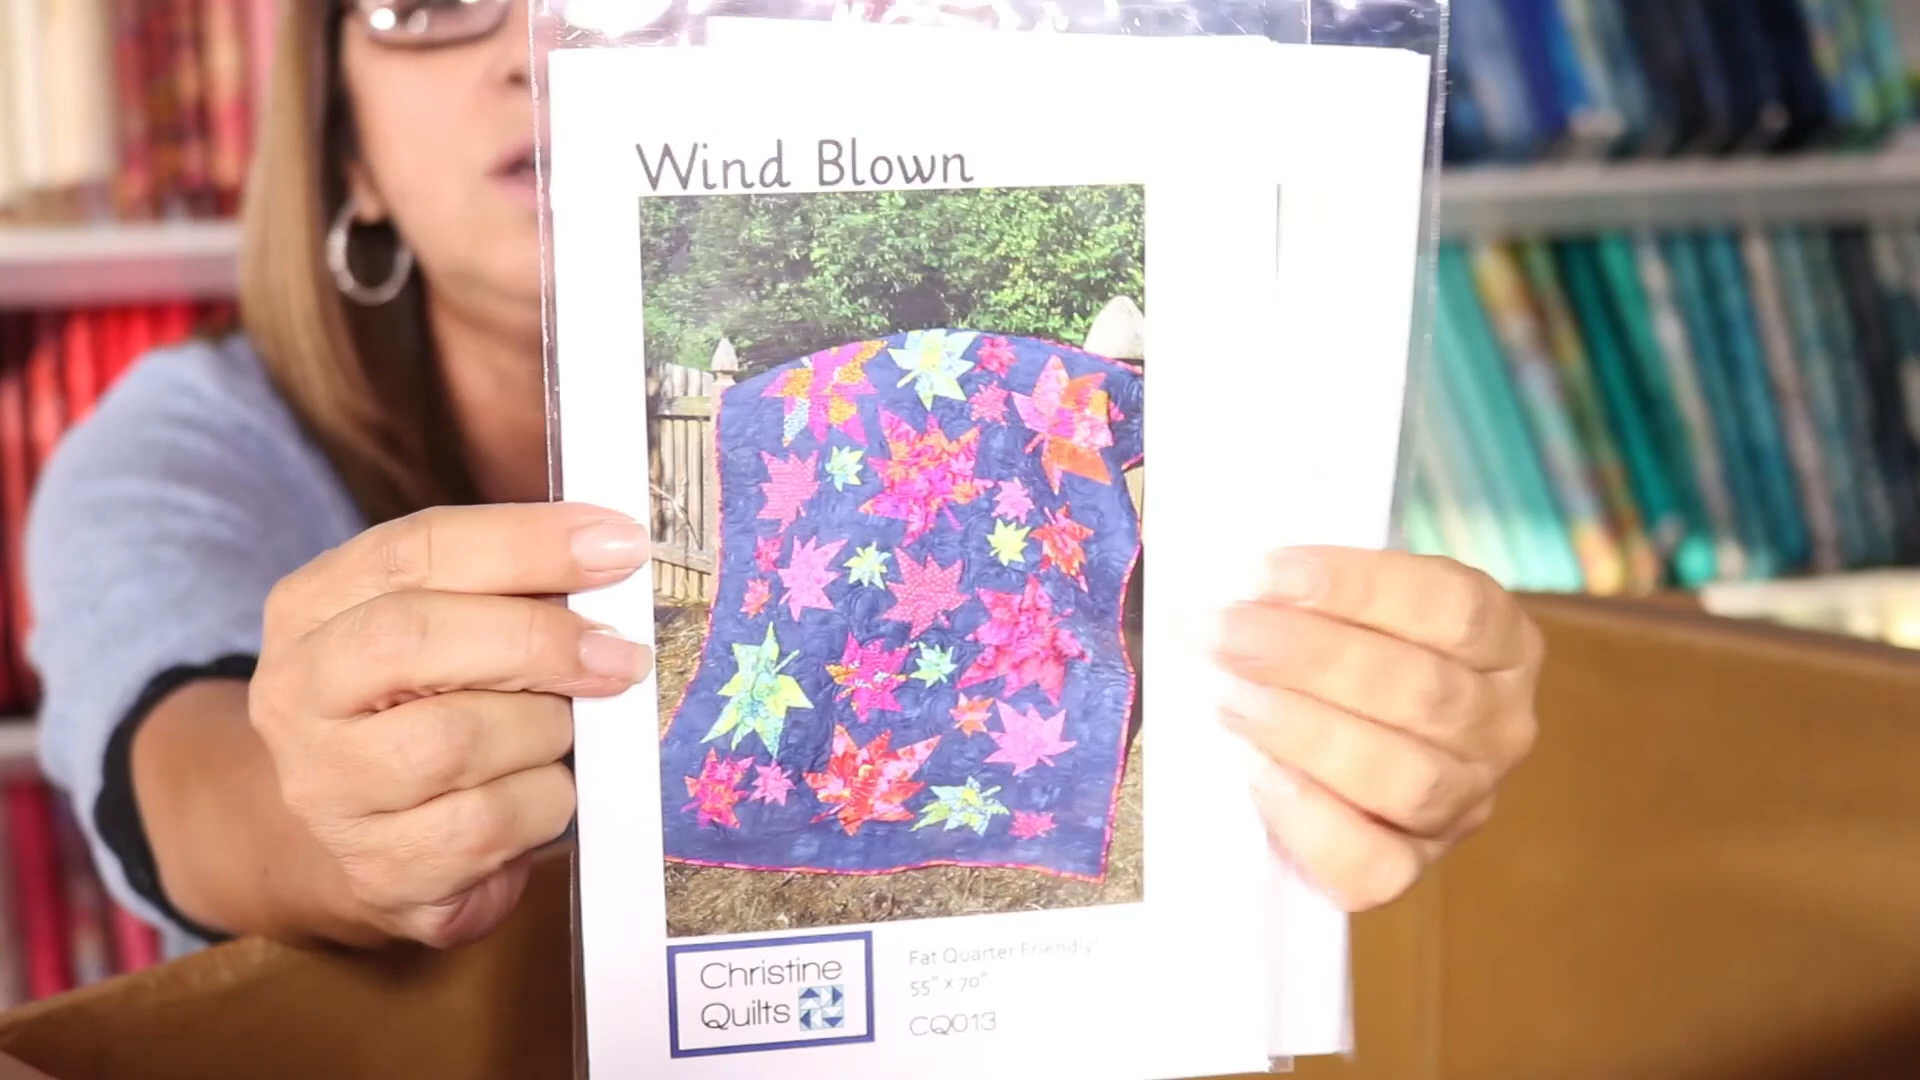 Wind Blown
Christine
Quilts
Fat Quarter Friendly!
55" x 70"
CQ013